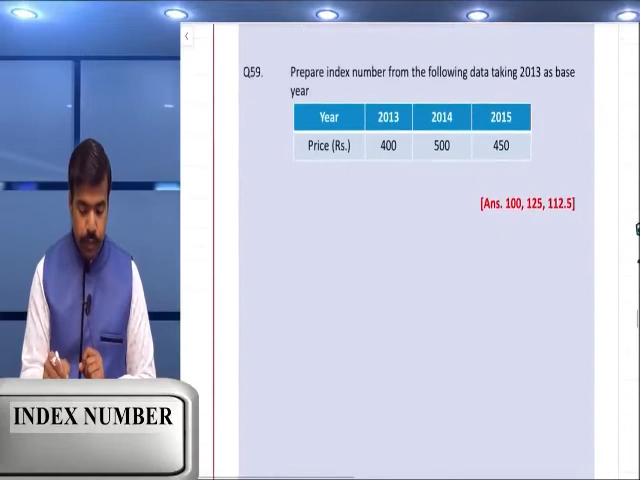 Q59. Prepare index number from the following data taking 2013 as base
year
Year 2013 2014 2015
Price (Rs.) 400 500 450
[Ans. 100, 125, 112.5]
INDEX NUMBER